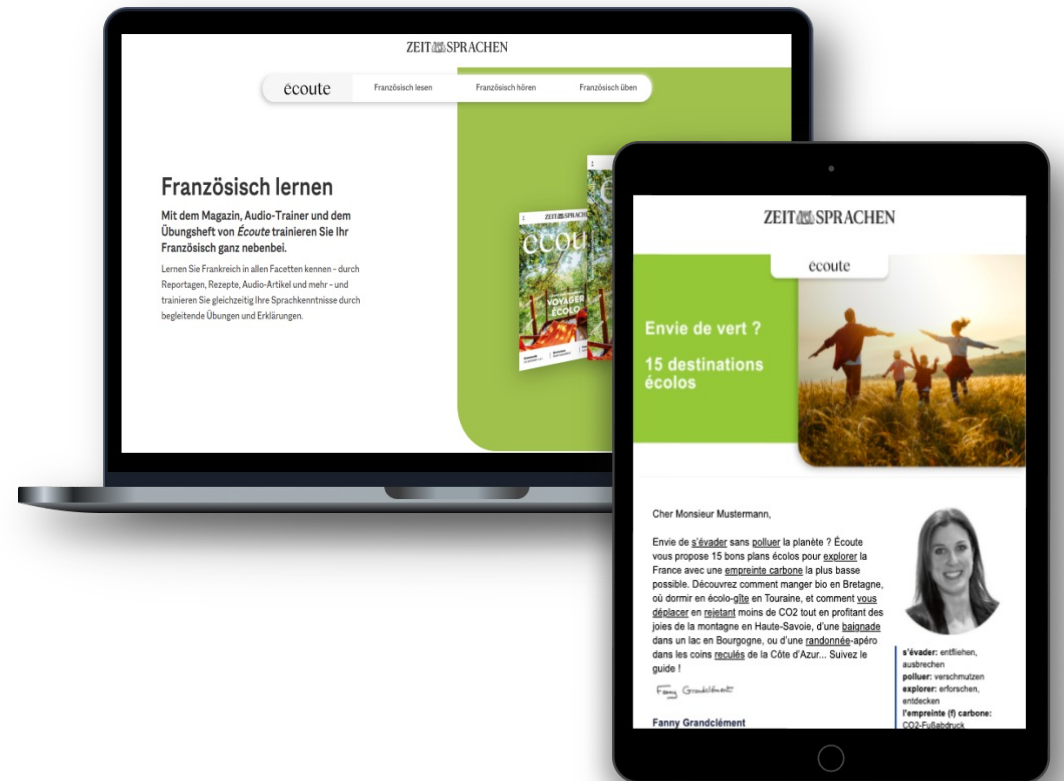 ZEIT SPRACHEN
écoute
Französisch lesen
Französisch hören
Französisch üben
Französisch lernen
Mit dem Magazin, Audio-Trainer und dem
Übungsheft von Écoute trainieren Sie Ihr
Französisch ganz nebenbei.
Lernen Sie Frankreich in allen Facetten kennen – durch
Reportagen, Rezepte, Audio-Artikel und mehr – und
trainieren Sie gleichzeitig Ihre Sprachkenntnisse durch
begleitende Übungen und Erklärungen.
ZEIT SPRACH
écou
VOYAGER
ÉCOLO
ZEIT SPRACHEN
écoute
Envie de vert ?
15 destinations
écolos
Cher Monsieur Mustermann,
Envie de s'évader sans polluer la planète ? Écoute
vous propose 15 bons plans écolos pour explorer la
France avec une empreinte carbone la plus basse
possible. Découvrez comment manger bio en Bretagne,
où dormir en écolo-gîte en Touraine, et comment vous
déplacer en rejetant moins de CO2 tout en profitant des
joies de la montagne en Haute-Savoie, d'une baignade
dans un lac en Bourgogne, ou d'une randonnée-apéro
dans les coins reculés de la Côte d'Azur... Suivez le
guide !
Fanny Grandclément
Fanny Grandclément
s'évader: entfliehen,
ausbrechen
polluer: verschmutzen
explorer: erforschen,
entdecken
l'empreinte (f) carbone:
CO2-Fußabdruck